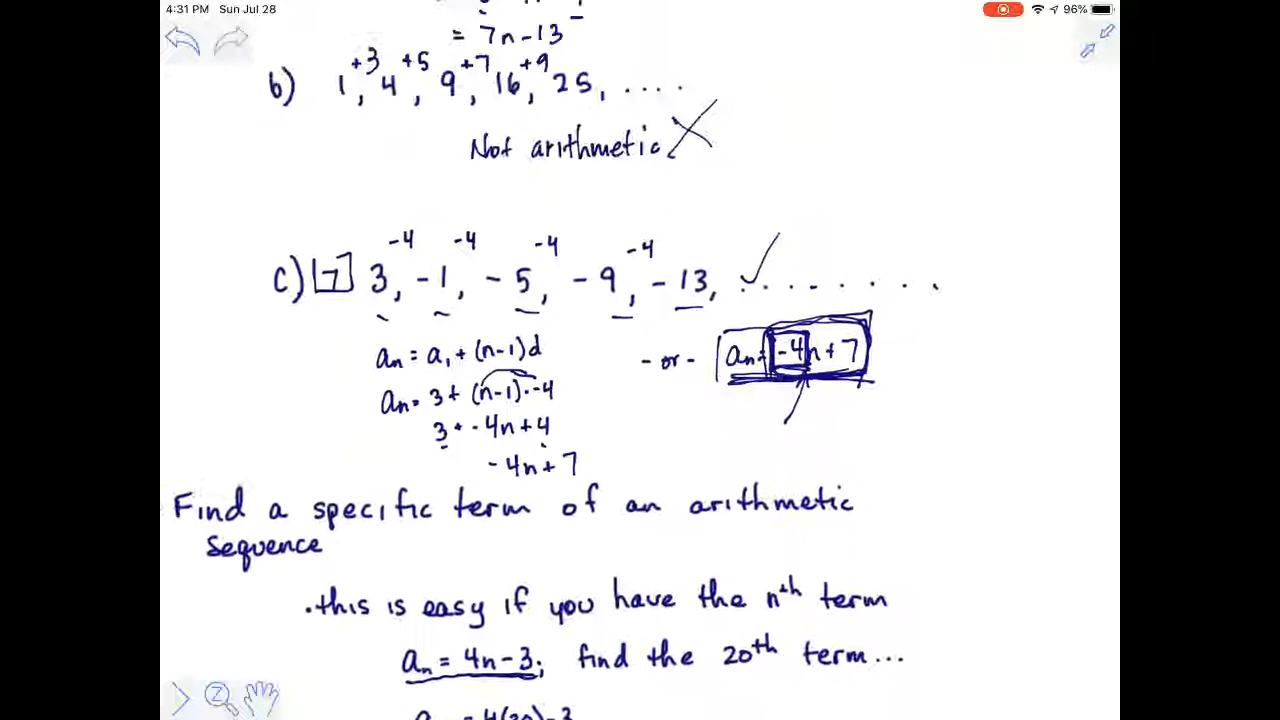 4:31 PM Sun Jul 28 96%
= 7n-13
+3 +5 +7 +9
b) 1, 4, 9, 16, 25, ....
Not arithmetic
-4 -4 -4 -4
c) 7 3, -1, -5, -9, -13, ........
an = a1 + (n-1)d
- or - an = -4n + 7
an = 3 + (n-1)·-4
3 + -4n + 4
-4n + 7
Find a specific term of an arithmetic
sequence
.this is easy if you have the nth term
an = 4n - 3; find the 20th term...
Z